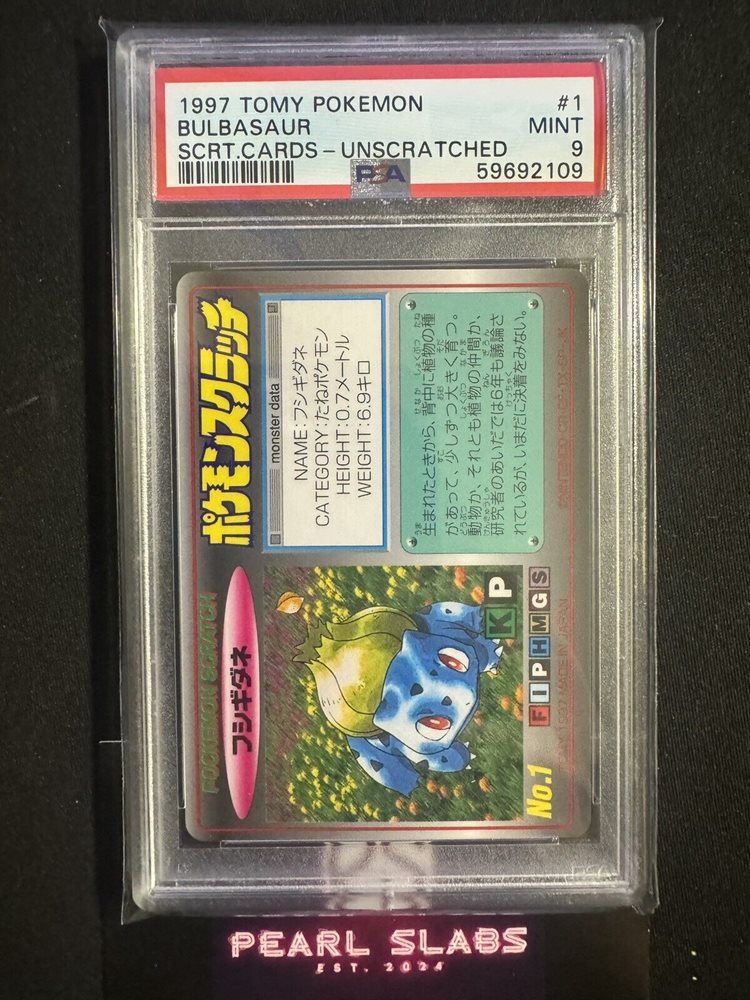 1997 TOMY POKEMON #1
BULBASAUR MINT
SCRT.CARDS-UNSCRATCHED 9
PSA 59692109
POCKEMON SCRATCH
ポケモンスクラッチ
フシギダネ
monster data
NAME:フシギダネ
CATEGORY:たねポケモン
HEIGHT:0.7メートル
WEIGHT:6.9キロ
生まれたときから、背中に植物の種
があって、少しずつ大きく育つ。
動物か、それとも植物の仲間か、
研究者のあいだでは6年も議論さ
れているが、いまだに決着をみない。
K P
No.1
F I P H M G S
1997 MADE IN JAPAN
PEARL SLABS
EST. 2024